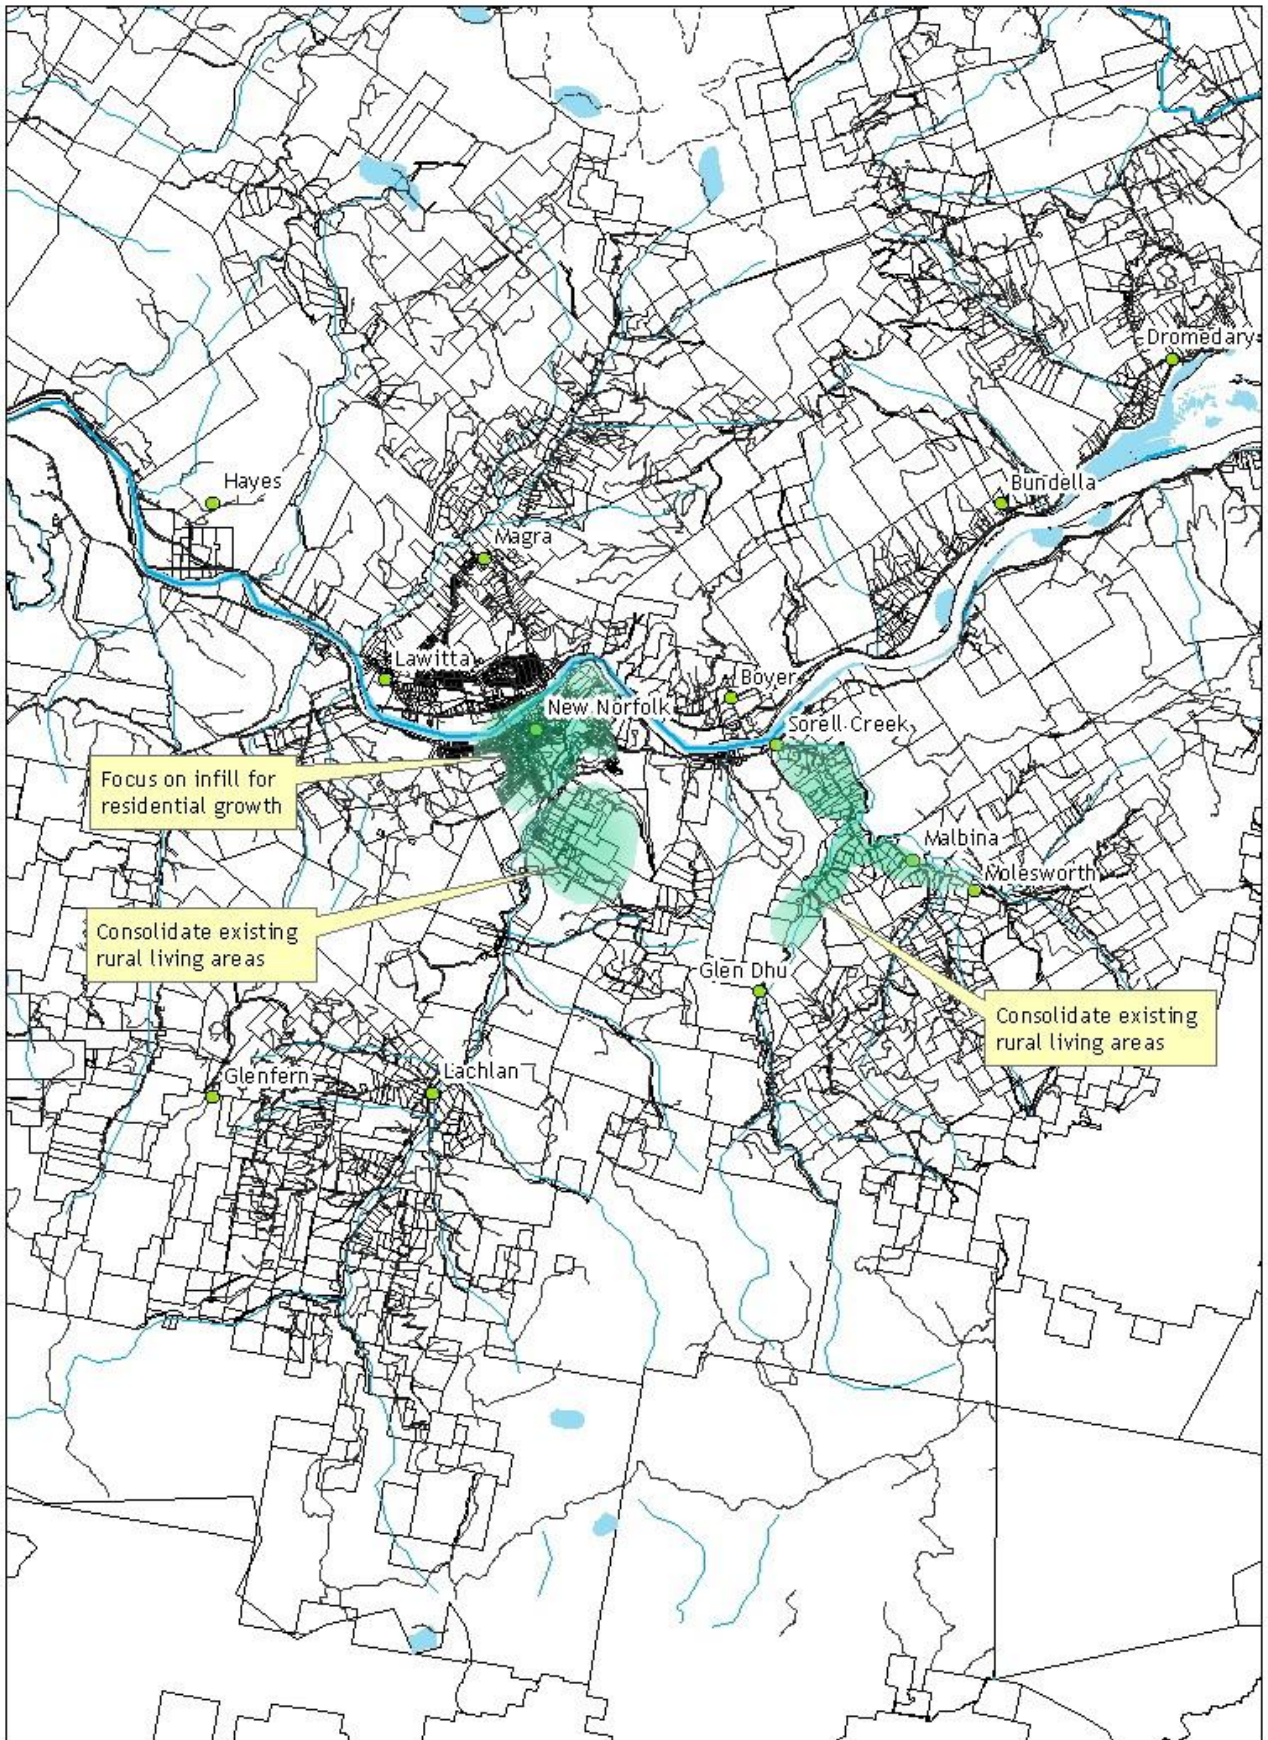 Dromedary
Hayes
Bundella
Magra
Lawitta
Boyer
New Norfolk
Sorell Creek
Focus on infill for
residential growth
Malbina
Molesworth
Consolidate existing
rural living areas
Glen Dhu
Consolidate existing
rural living areas
Glenfern
Lachlan